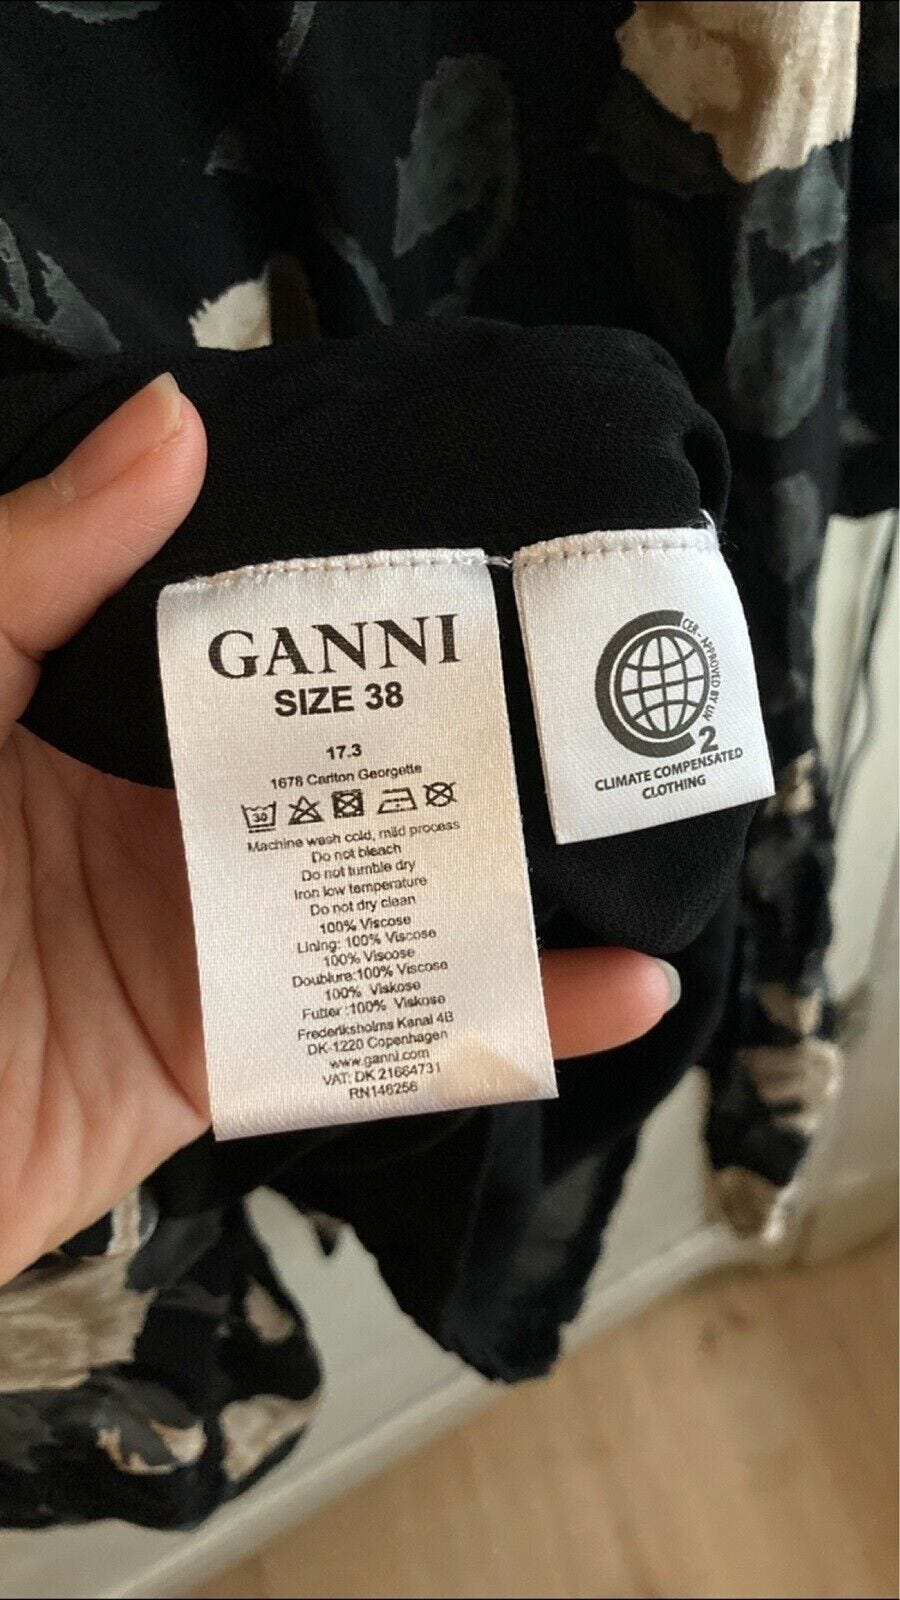 GANNI
SIZE 38
17.3
1678 Carlton Georgette
30
Machine wash cold, mild process
Do not bleach
Do not tumble dry
Iron low temperature
Do not dry clean
100% Viscose
Lining: 100% Viscose
100% Viscose
Doublure:100% Viscose
100% Viskose
Futter :100% Viskose
Frederiksholms Kanal 4B
DK-1220 Copenhagen
www.ganni.com
VAT: DK 21664731
RN146256
CER - APPROVED BY UN
C2
CLIMATE COMPENSATED
CLOTHING